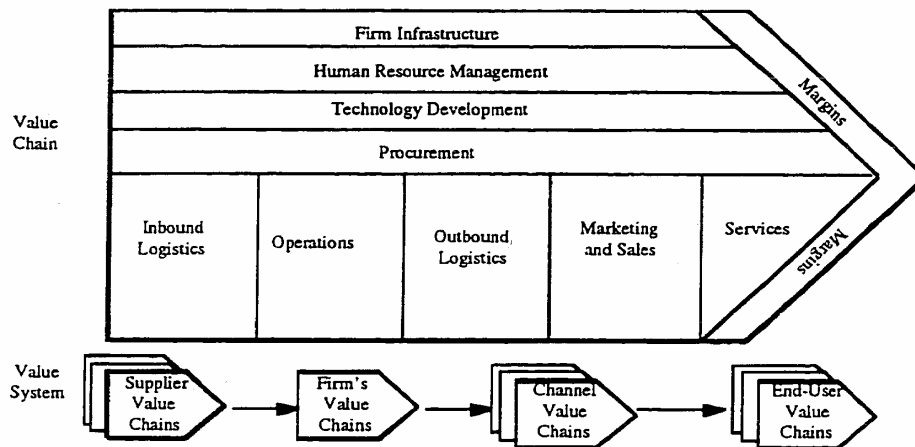 Firm Infrastructure
Human Resource Management
Technology Development
Procurement
Value
Chain
Margins
Inbound
Logistics
Operations
Outbound
Logistics
Marketing
and Sales
Services
Margins
Value
System
Supplier
Value
Chains
Firm's
Value
Chains
Channel
Value
Chains
End-User
Value
Chains